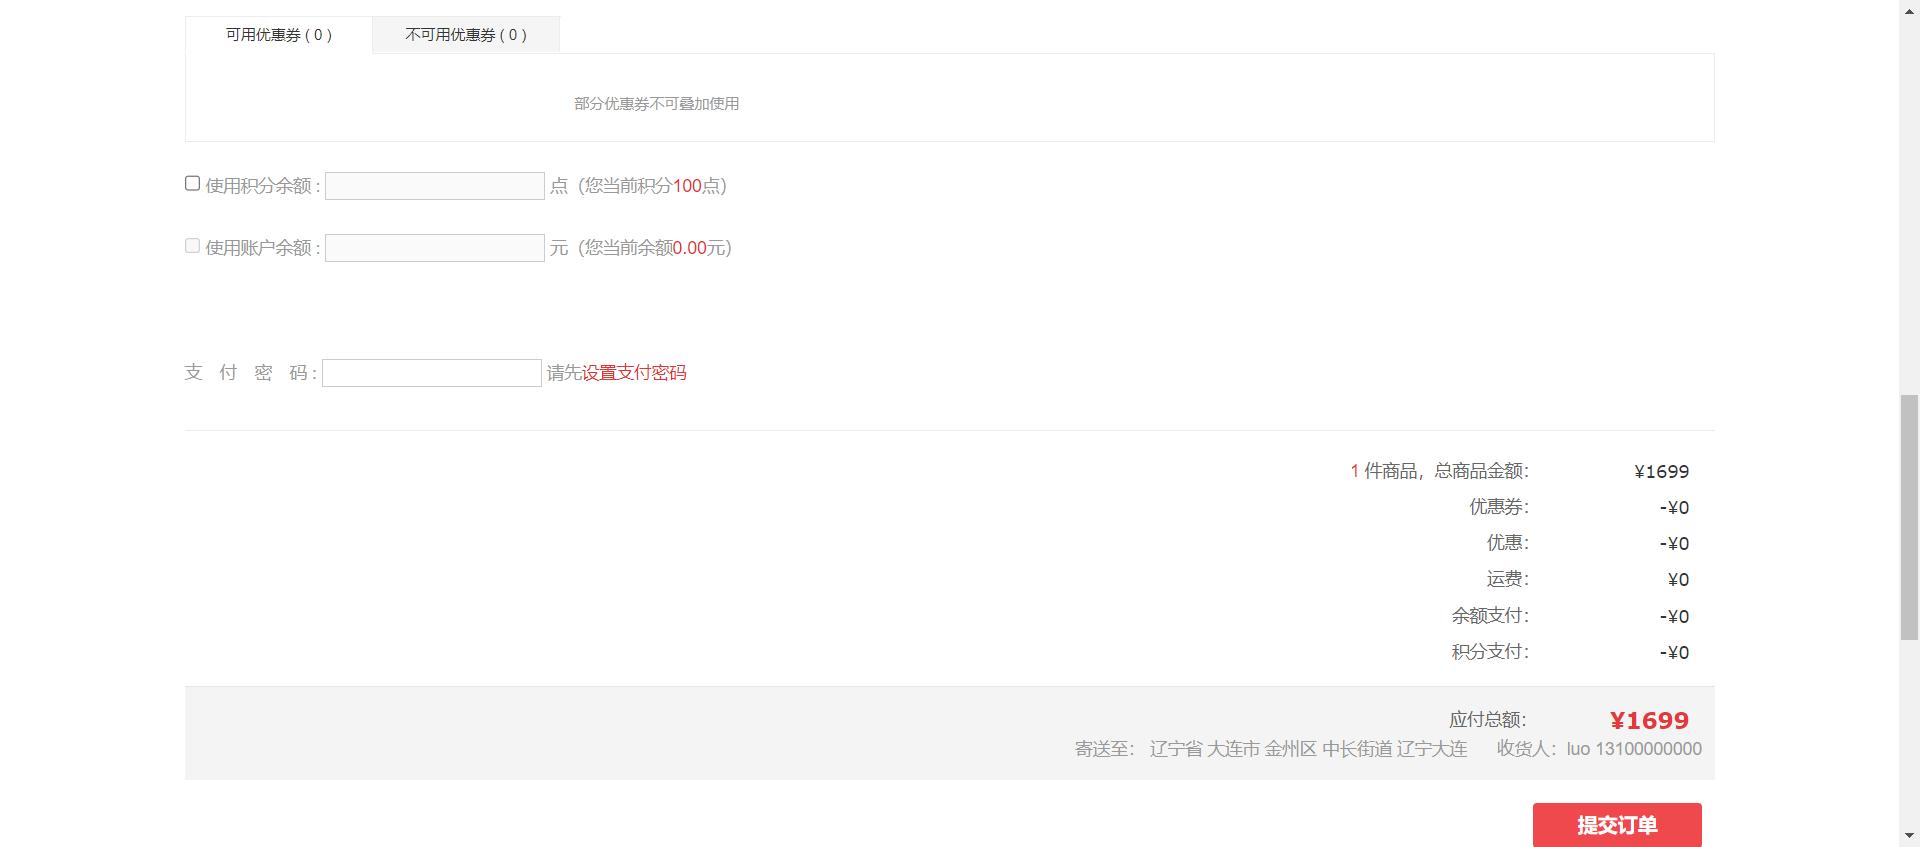 可用优惠券 ( 0 ) 不可用优惠券 ( 0 )
部分优惠券不可叠加使用
使用积分余额 : 点（您当前积分100点）
使用账户余额 : 元（您当前余额0.00元）
支 付 密 码 : 请先设置支付密码
1 件商品，总商品金额： ¥1699
优惠券： -¥0
优惠： -¥0
运费： ¥0
余额支付： -¥0
积分支付： -¥0
应付总额： ¥1699
寄送至： 辽宁省 大连市 金州区 中长街道 辽宁大连 收货人：luo 13100000000
提交订单